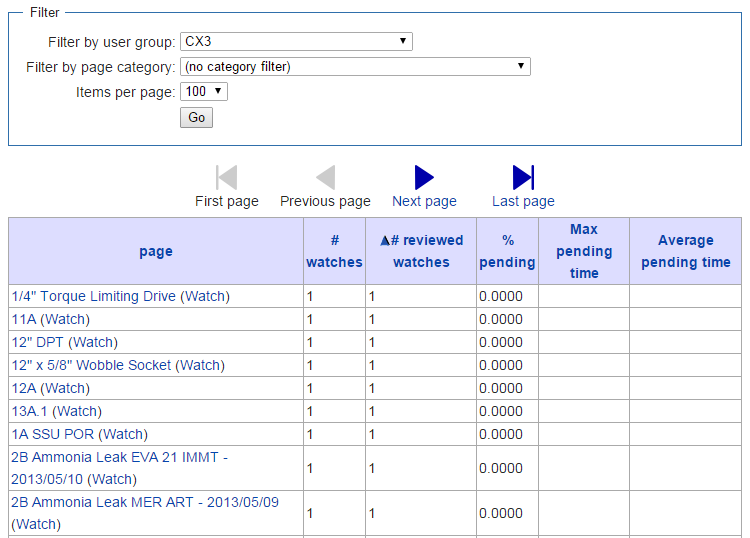 Filter
Filter by user group: CX3
Filter by page category: (no category filter)
Items per page: 100
Go
First page Previous page Next page Last page
page # watches # reviewed watches % pending Max pending time Average pending time
1/4" Torque Limiting Drive (Watch) 1 1 0.0000
11A (Watch) 1 1 0.0000
12" DPT (Watch) 1 1 0.0000
12" x 5/8" Wobble Socket (Watch) 1 1 0.0000
12A (Watch) 1 1 0.0000
13A.1 (Watch) 1 1 0.0000
1A SSU POR (Watch) 1 1 0.0000
2B Ammonia Leak EVA 21 IMMT -
2013/05/10 (Watch) 1 1 0.0000
2B Ammonia Leak MER ART - 2013/05/09
(Watch) 1 1 0.0000